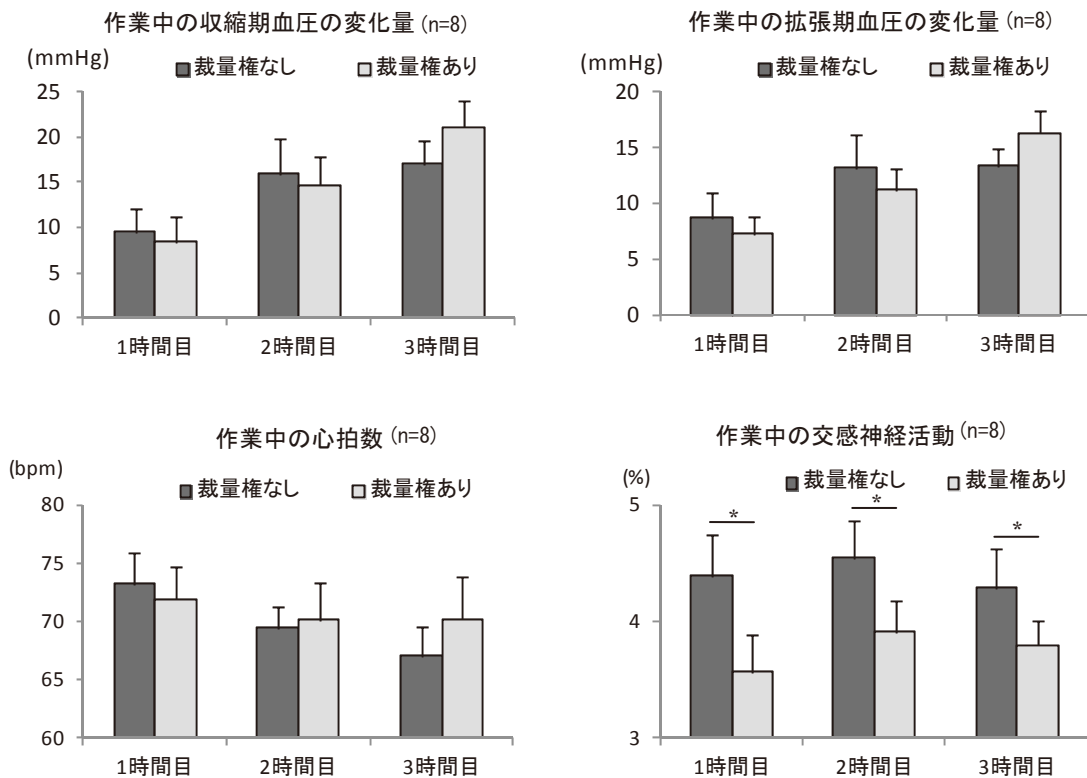 作業中の収縮期血圧の変化量 (n=8)
(mmHg)
裁量権なし 裁量権あり
25
20
15
10
5
0
1時間目 2時間目 3時間目
作業中の拡張期血圧の変化量 (n=8)
(mmHg)
裁量権なし 裁量権あり
20
15
10
5
0
1時間目 2時間目 3時間目
作業中の心拍数 (n=8)
(bpm)
裁量権なし 裁量権あり
80
75
70
65
60
1時間目 2時間目 3時間目
作業中の交感神経活動 (n=8)
(%)
裁量権なし 裁量権あり
5
4
3
* * *
1時間目 2時間目 3時間目